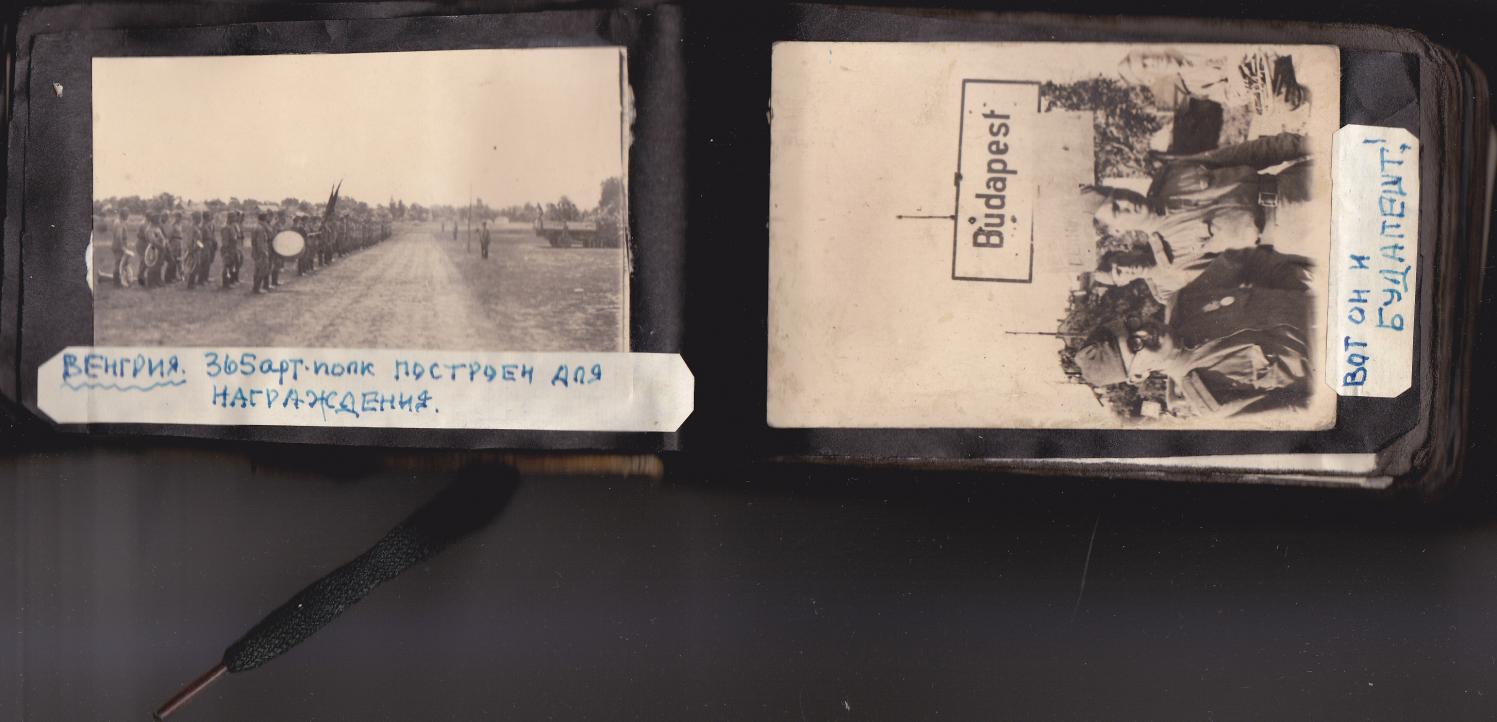 ВЕНГРИЯ. 365арт.полк ПОСТРОЕН ДЛЯ
НАГРАЖДЕНИЯ.
Budapest
ВОТ ОН И
БУДАПЕШТ!